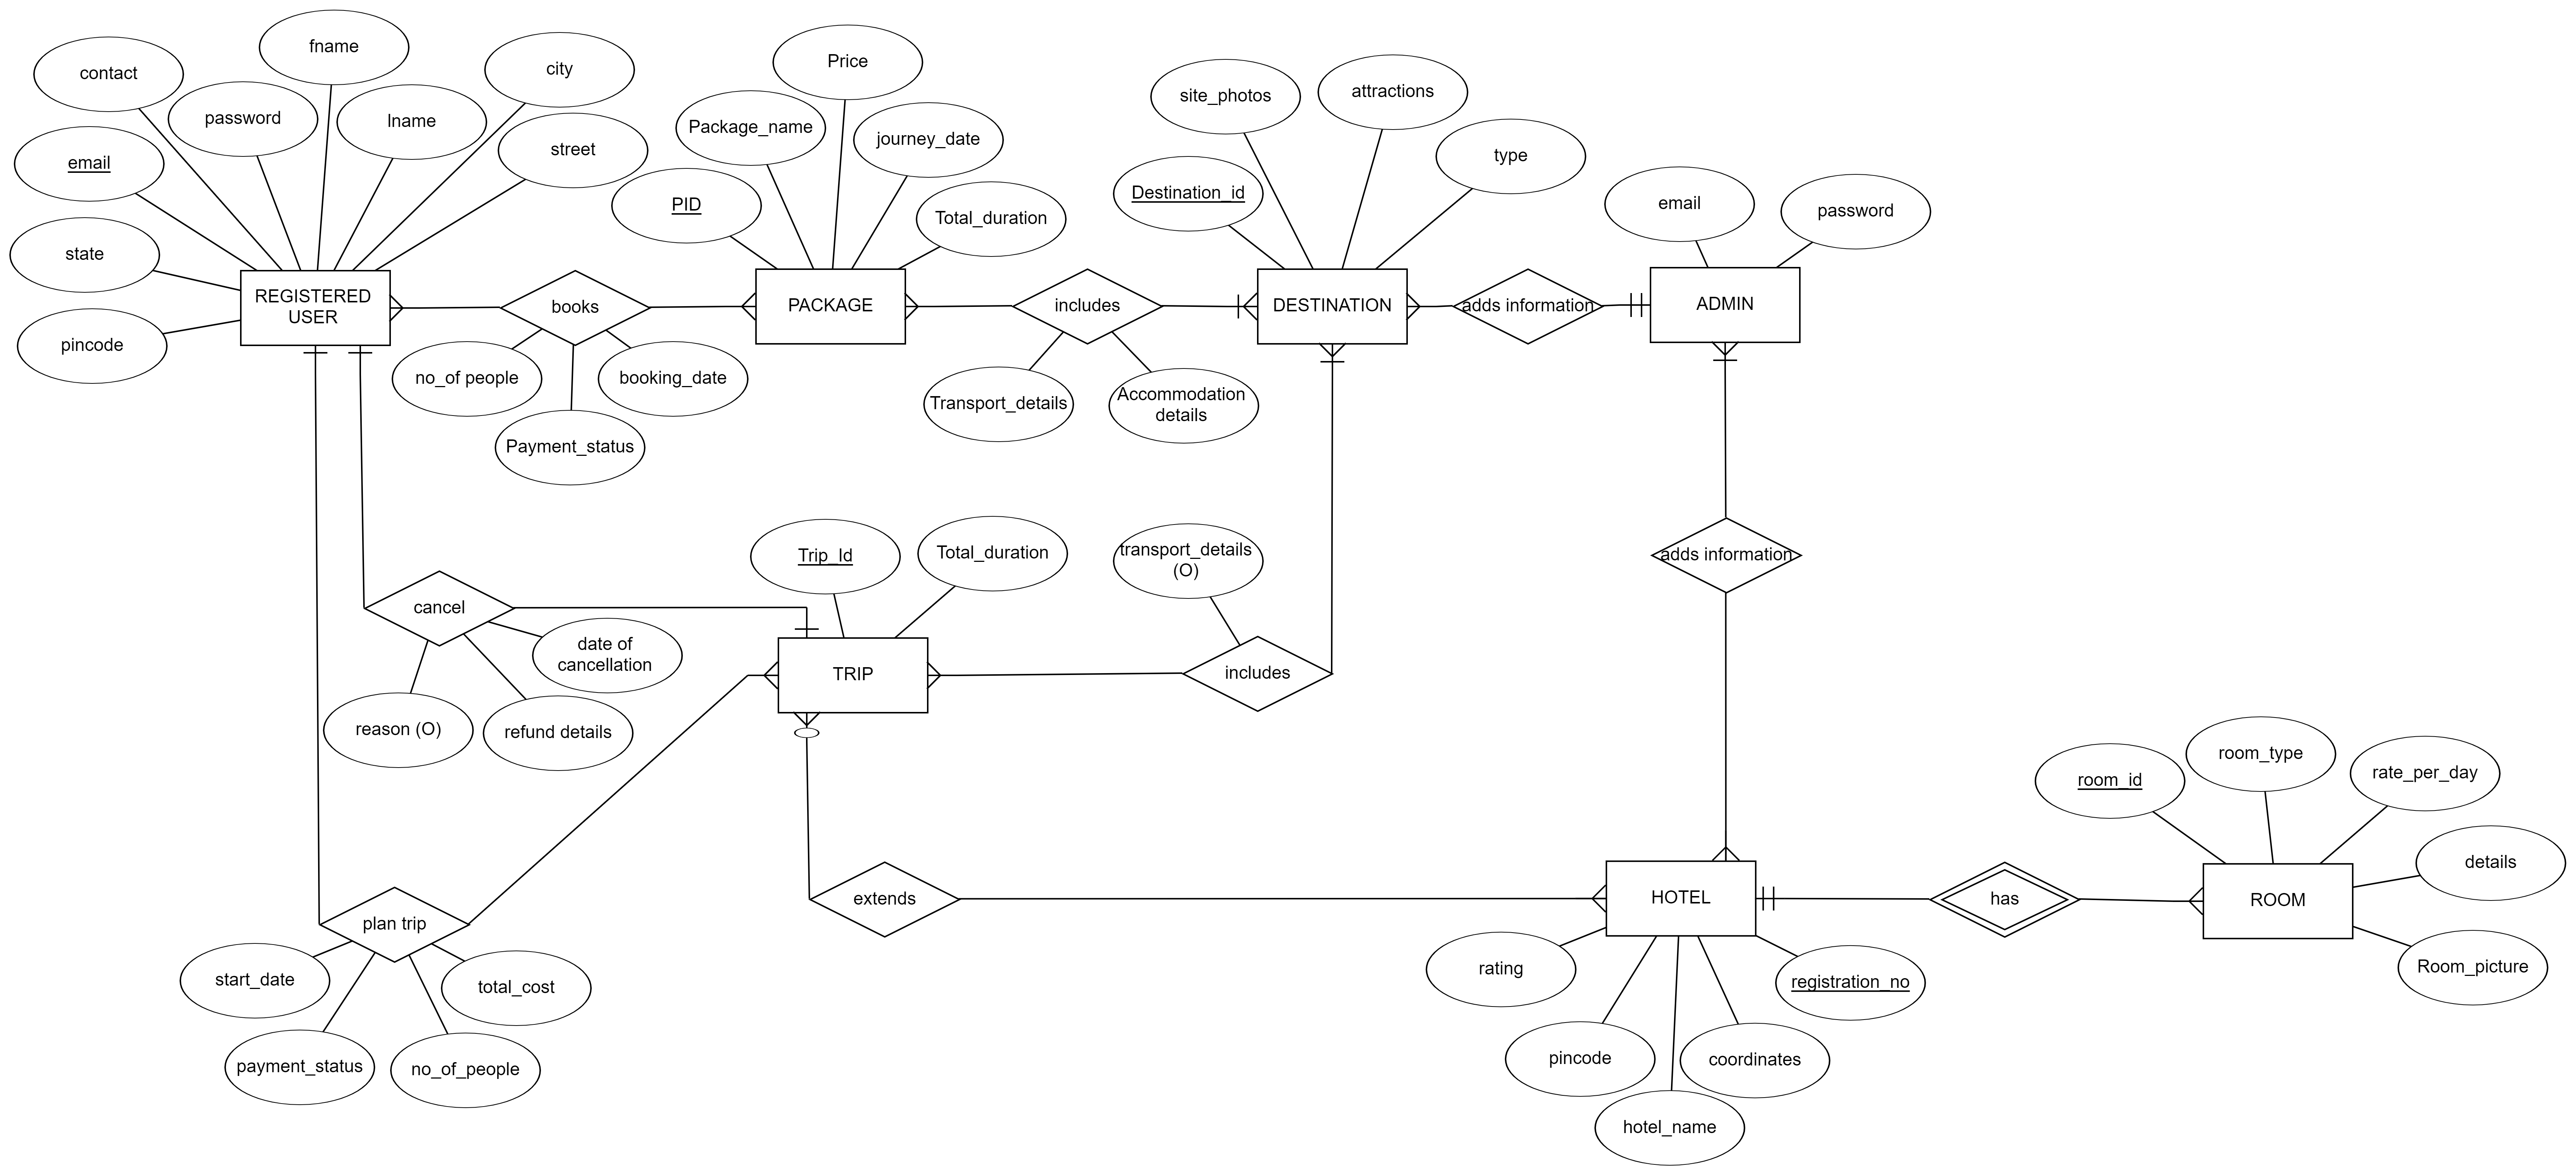 fname
contact
city
password
lname
street
email
state
pincode
REGISTERED
USER
books
no_of people
booking_date
Payment_status
Price
Package_name
journey_date
PID
Total_duration
PACKAGE
includes
Transport_details
Accommodation
details
site_photos
attractions
type
Destination_id
DESTINATION
adds information
email
password
ADMIN
adds information
cancel
date of
cancellation
reason (O)
refund details
Trip_Id
Total_duration
TRIP
transport_details
(O)
includes
plan trip
start_date
total_cost
payment_status
no_of_people
extends
HOTEL
rating
registration_no
pincode
coordinates
hotel_name
has
room_id
room_type
rate_per_day
details
ROOM
Room_picture